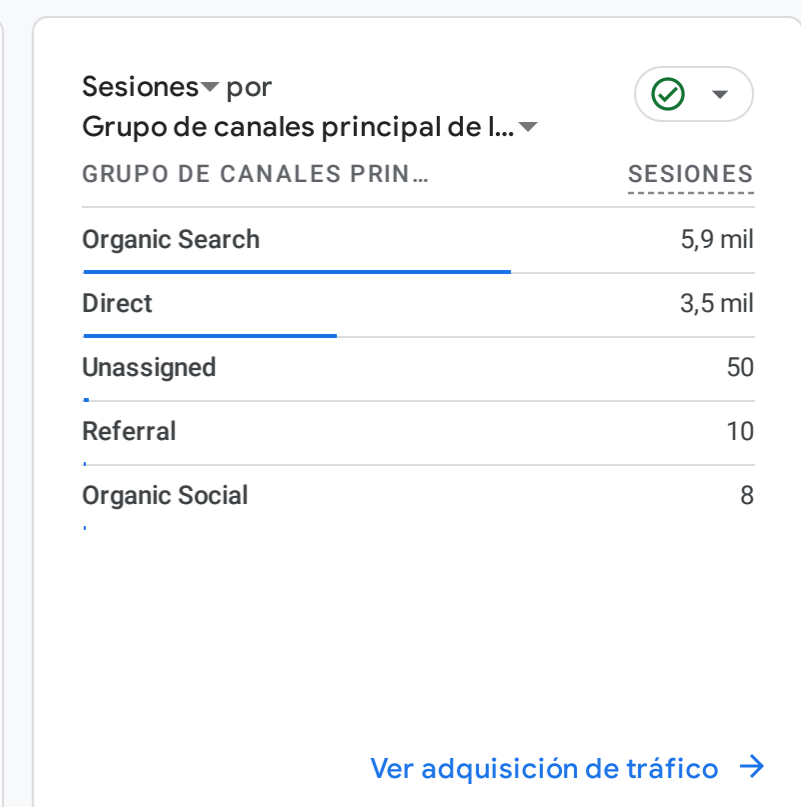 Sesiones por
Grupo de canales principal de l...
GRUPO DE CANALES PRIN... SESIONES
Organic Search 5,9 mil
Direct 3,5 mil
Unassigned 50
Referral 10
Organic Social 8
Ver adquisición de tráfico